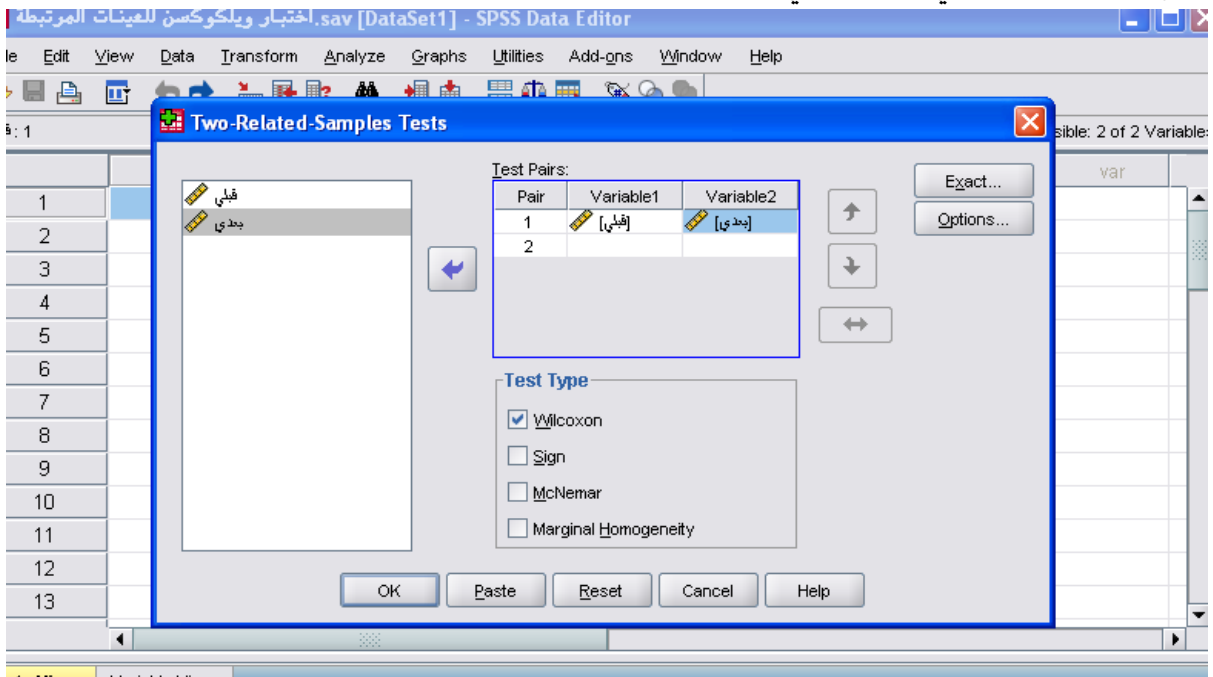 اختبار ويلكوكسن للعينات المرتبطة.sav [DataSet1] - SPSS Data Editor
Edit View Data Transform Analyze Graphs Utilities Add-ons Window Help
: 1
Two-Related-Samples Tests
2 of 2
var
قبلي
بعدي
Test Pairs:
Pair Variable1 Variable2
1 [قبلي] [بعدي]
2
Exact...
Options...
Test Type
Wilcoxon
Sign
McNemar
Marginal Homogeneity
OK Paste Reset Cancel Help
1
2
3
4
5
6
7
8
9
10
11
12
13